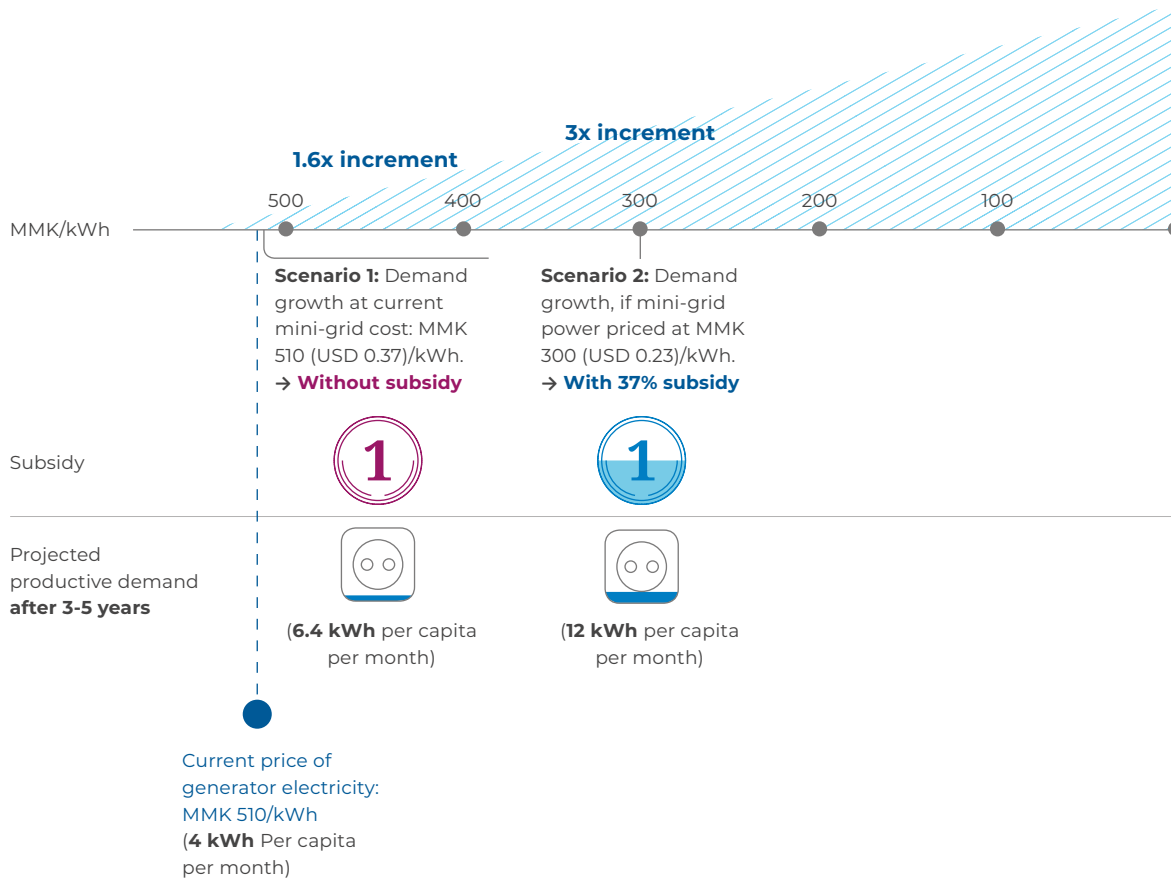 3x increment
1.6x increment
500
400
300
200
100
MMK/kWh
Scenario 1: Demand
growth at current
mini-grid cost: MMK
510 (USD 0.37)/kWh.
→ Without subsidy
Scenario 2: Demand
growth, if mini-grid
power priced at MMK
300 (USD 0.23)/kWh.
→ With 37% subsidy
Subsidy
1
1
Projected
productive demand
after 3-5 years
(6.4 kWh per capita
per month)
(12 kWh per capita
per month)
Current price of
generator electricity:
MMK 510/kWh
(4 kWh Per capita
per month)